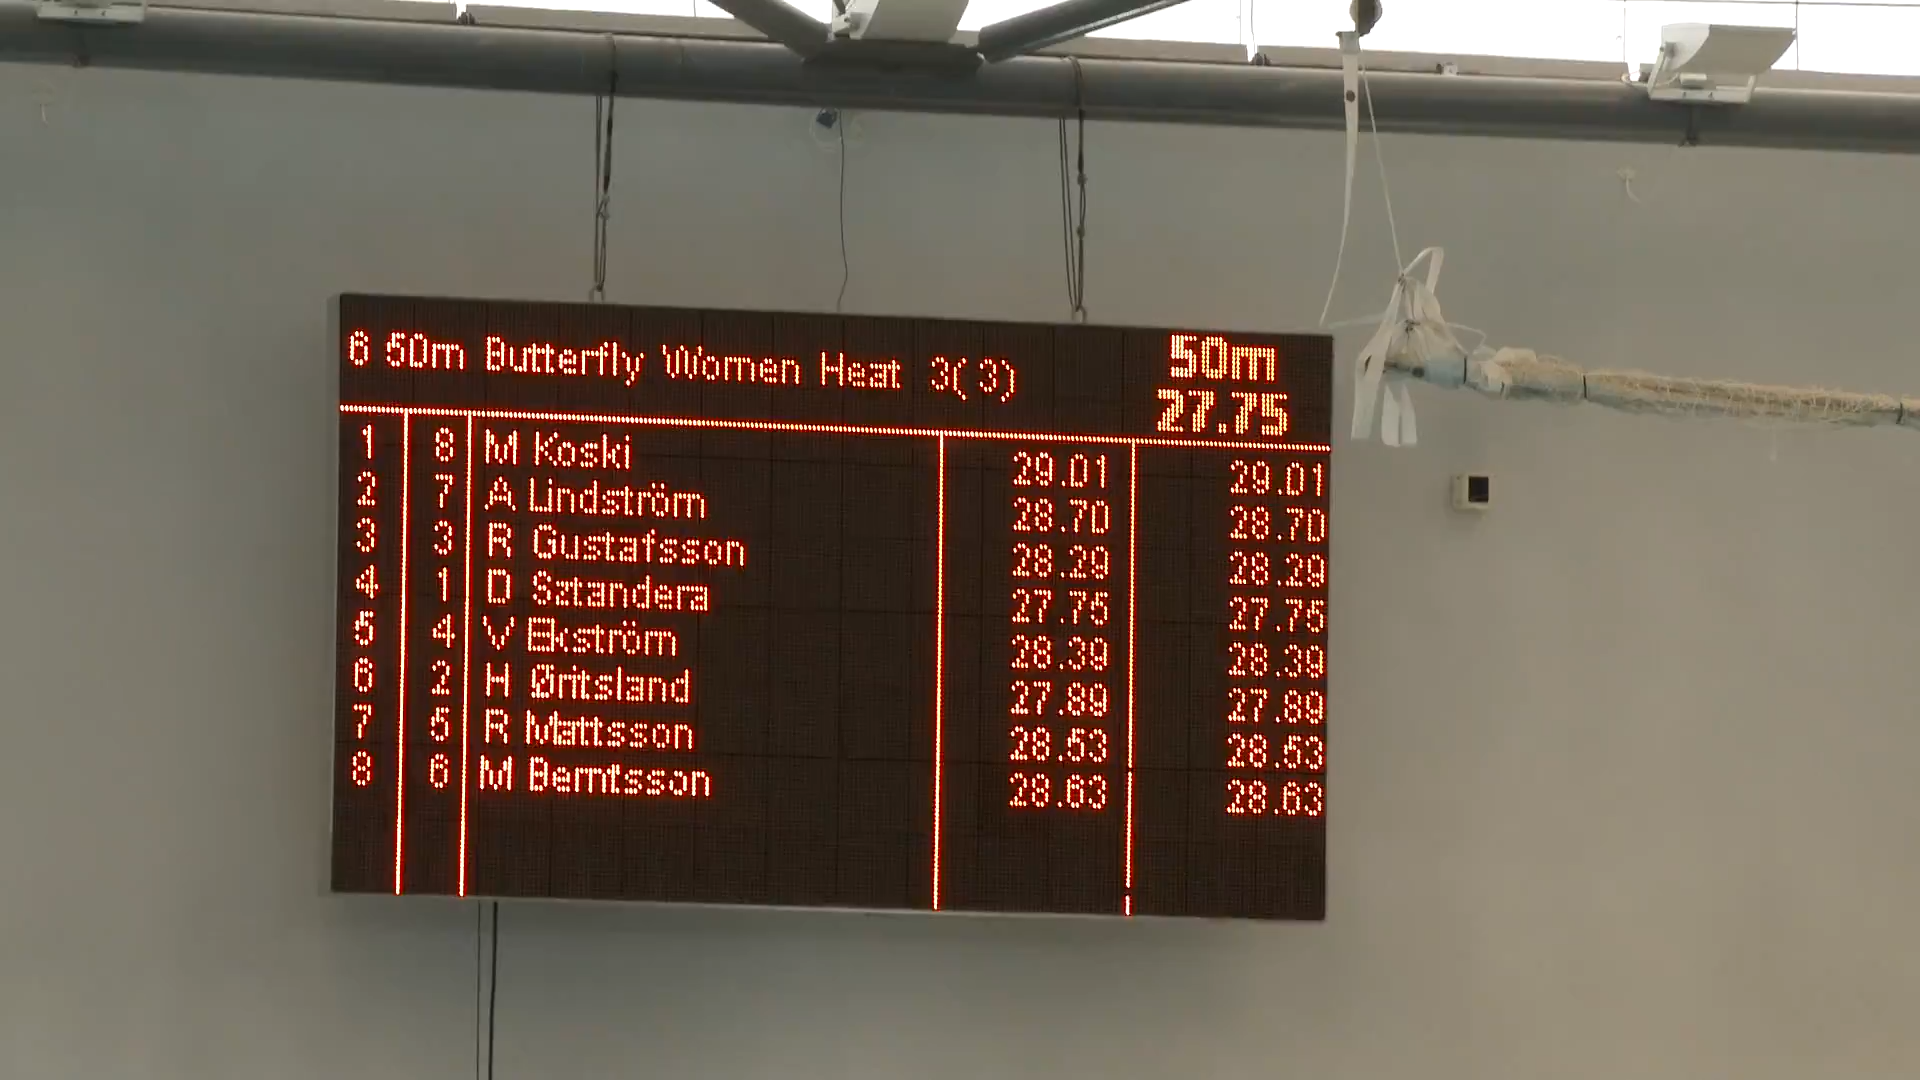 6 50m Butterfly Women Heat 3(3) 50m
27.75
1 8 M Koski 29.01 29.01
2 7 A Lindström 28.70 28.70
3 3 R Gustafsson 28.29 28.29
4 1 D Sztandera 27.75 27.75
5 4 V Ekström 28.39 28.39
6 2 H Øritsland 27.89 27.89
7 5 R Mattsson 28.53 28.53
8 6 M Berntsson 28.63 28.63